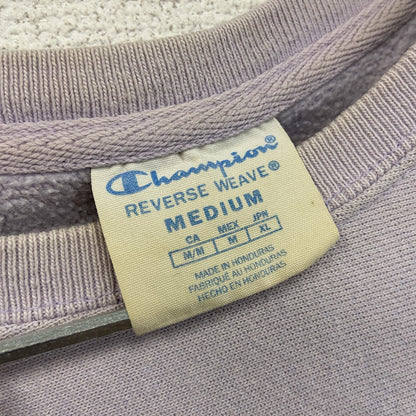 Champion®
REVERSE WEAVE®
MEDIUM
CA MEX JPN
M/M M XL
MADE IN HONDURAS
FABRIQUÉ AU HONDURAS
HECHO EN HONDURAS